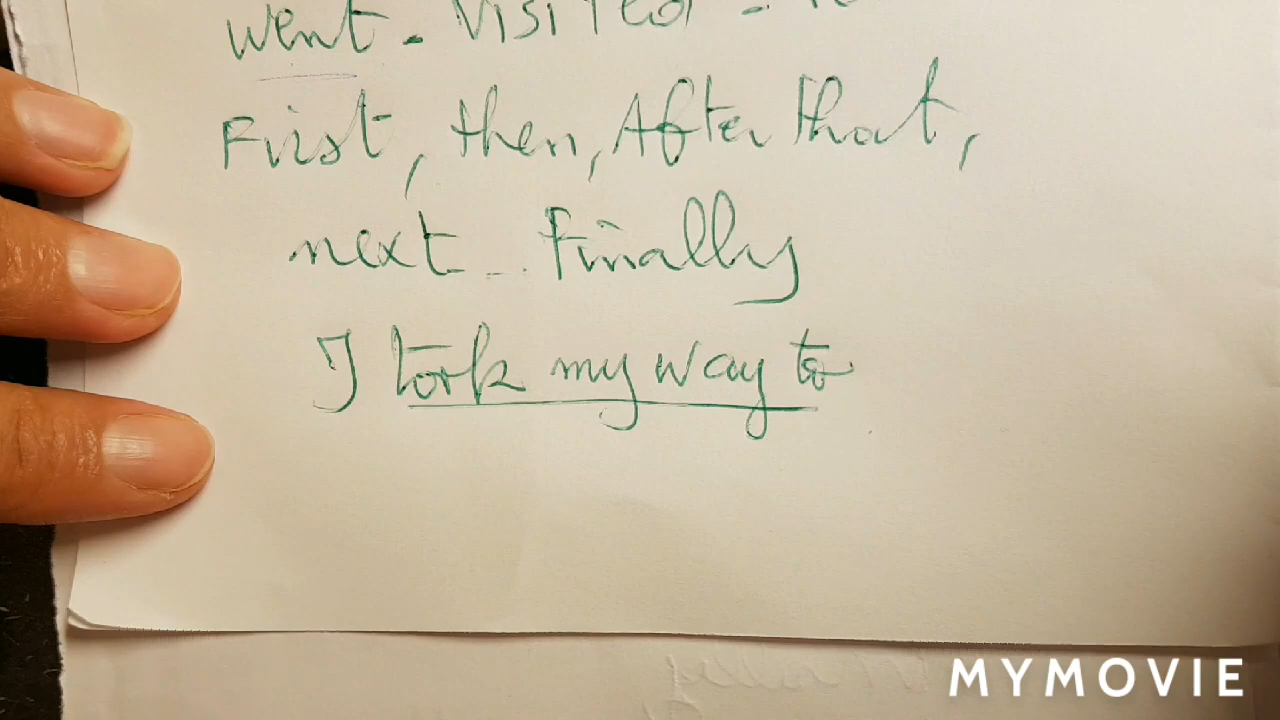 went - visited -
First, then, After that,
next - Finally
I took my way to
MYMOVIE